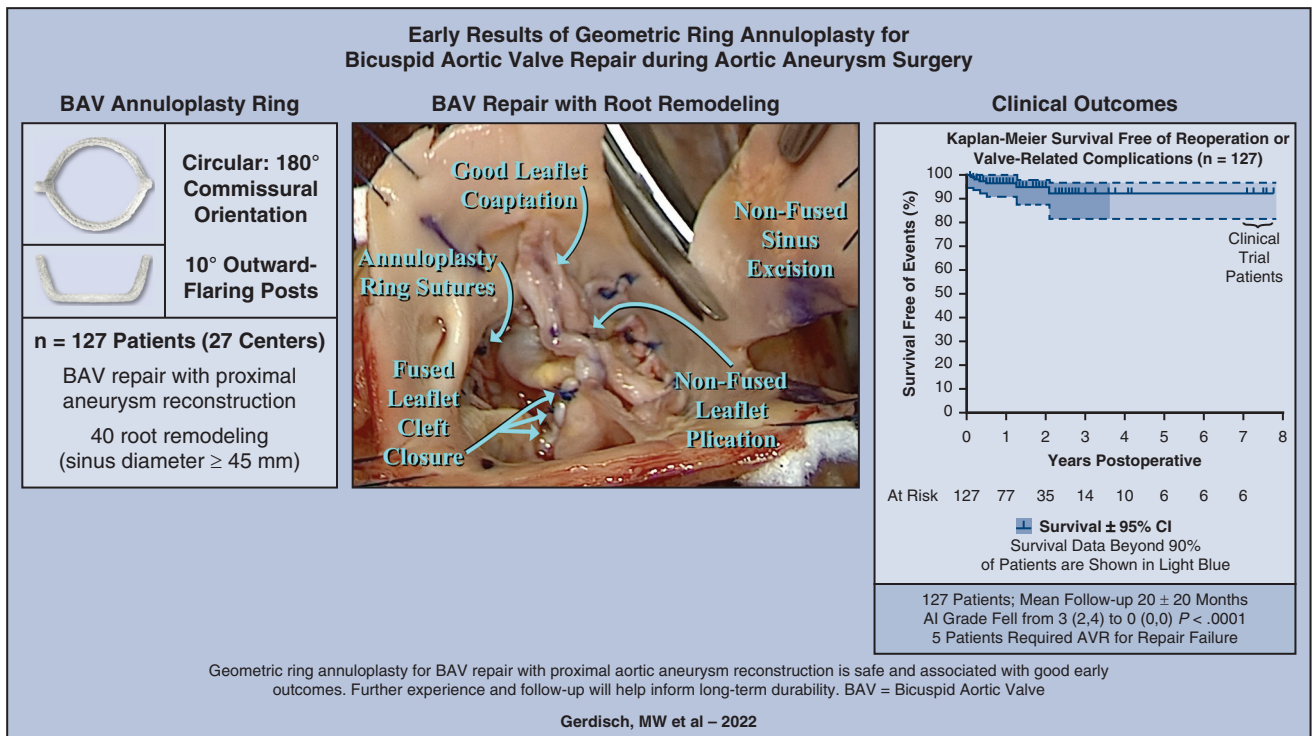 Early Results of Geometric Ring Annuloplasty for
Bicuspid Aortic Valve Repair during Aortic Aneurysm Surgery
BAV Annuloplasty Ring
Circular: 180°
Commissural
Orientation
10° Outward-
Flaring Posts
n = 127 Patients (27 Centers)
BAV repair with proximal
aneurysm reconstruction
40 root remodeling
(sinus diameter ≥ 45 mm)
BAV Repair with Root Remodeling
Good Leaflet
Coaptation
Non-Fused
Sinus
Excision
Annuloplasty
Ring Sutures
Fused
Leaflet
Cleft
Closure
Non-Fused
Leaflet
Plication
Clinical Outcomes
Kaplan-Meier Survival Free of Reoperation or
Valve-Related Complications (n = 127)
Survival Free of Events (%)
100
90
80
70
60
50
40
30
20
10
0
Clinical
Trial
Patients
0 1 2 3 4 5 6 7 8
Years Postoperative
At Risk 127 77 35 14 10 6 6 6
Survival ± 95% CI
Survival Data Beyond 90%
of Patients are Shown in Light Blue
127 Patients; Mean Follow-up 20 ± 20 Months
AI Grade Fell from 3 (2,4) to 0 (0,0) P < .0001
5 Patients Required AVR for Repair Failure
Geometric ring annuloplasty for BAV repair with proximal aortic aneurysm reconstruction is safe and associated with good early
outcomes. Further experience and follow-up will help inform long-term durability. BAV = Bicuspid Aortic Valve
Gerdisch, MW et al – 2022